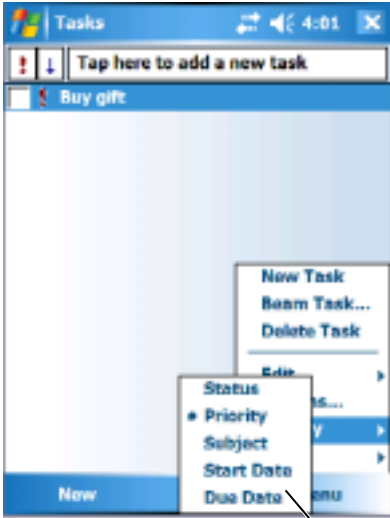 Tasks 4:01
Tap here to add a new task
Buy gift
New Task
Beam Task...
Delete Task
Edit
Status
Priority
Subject
Start Date
Due Date
New